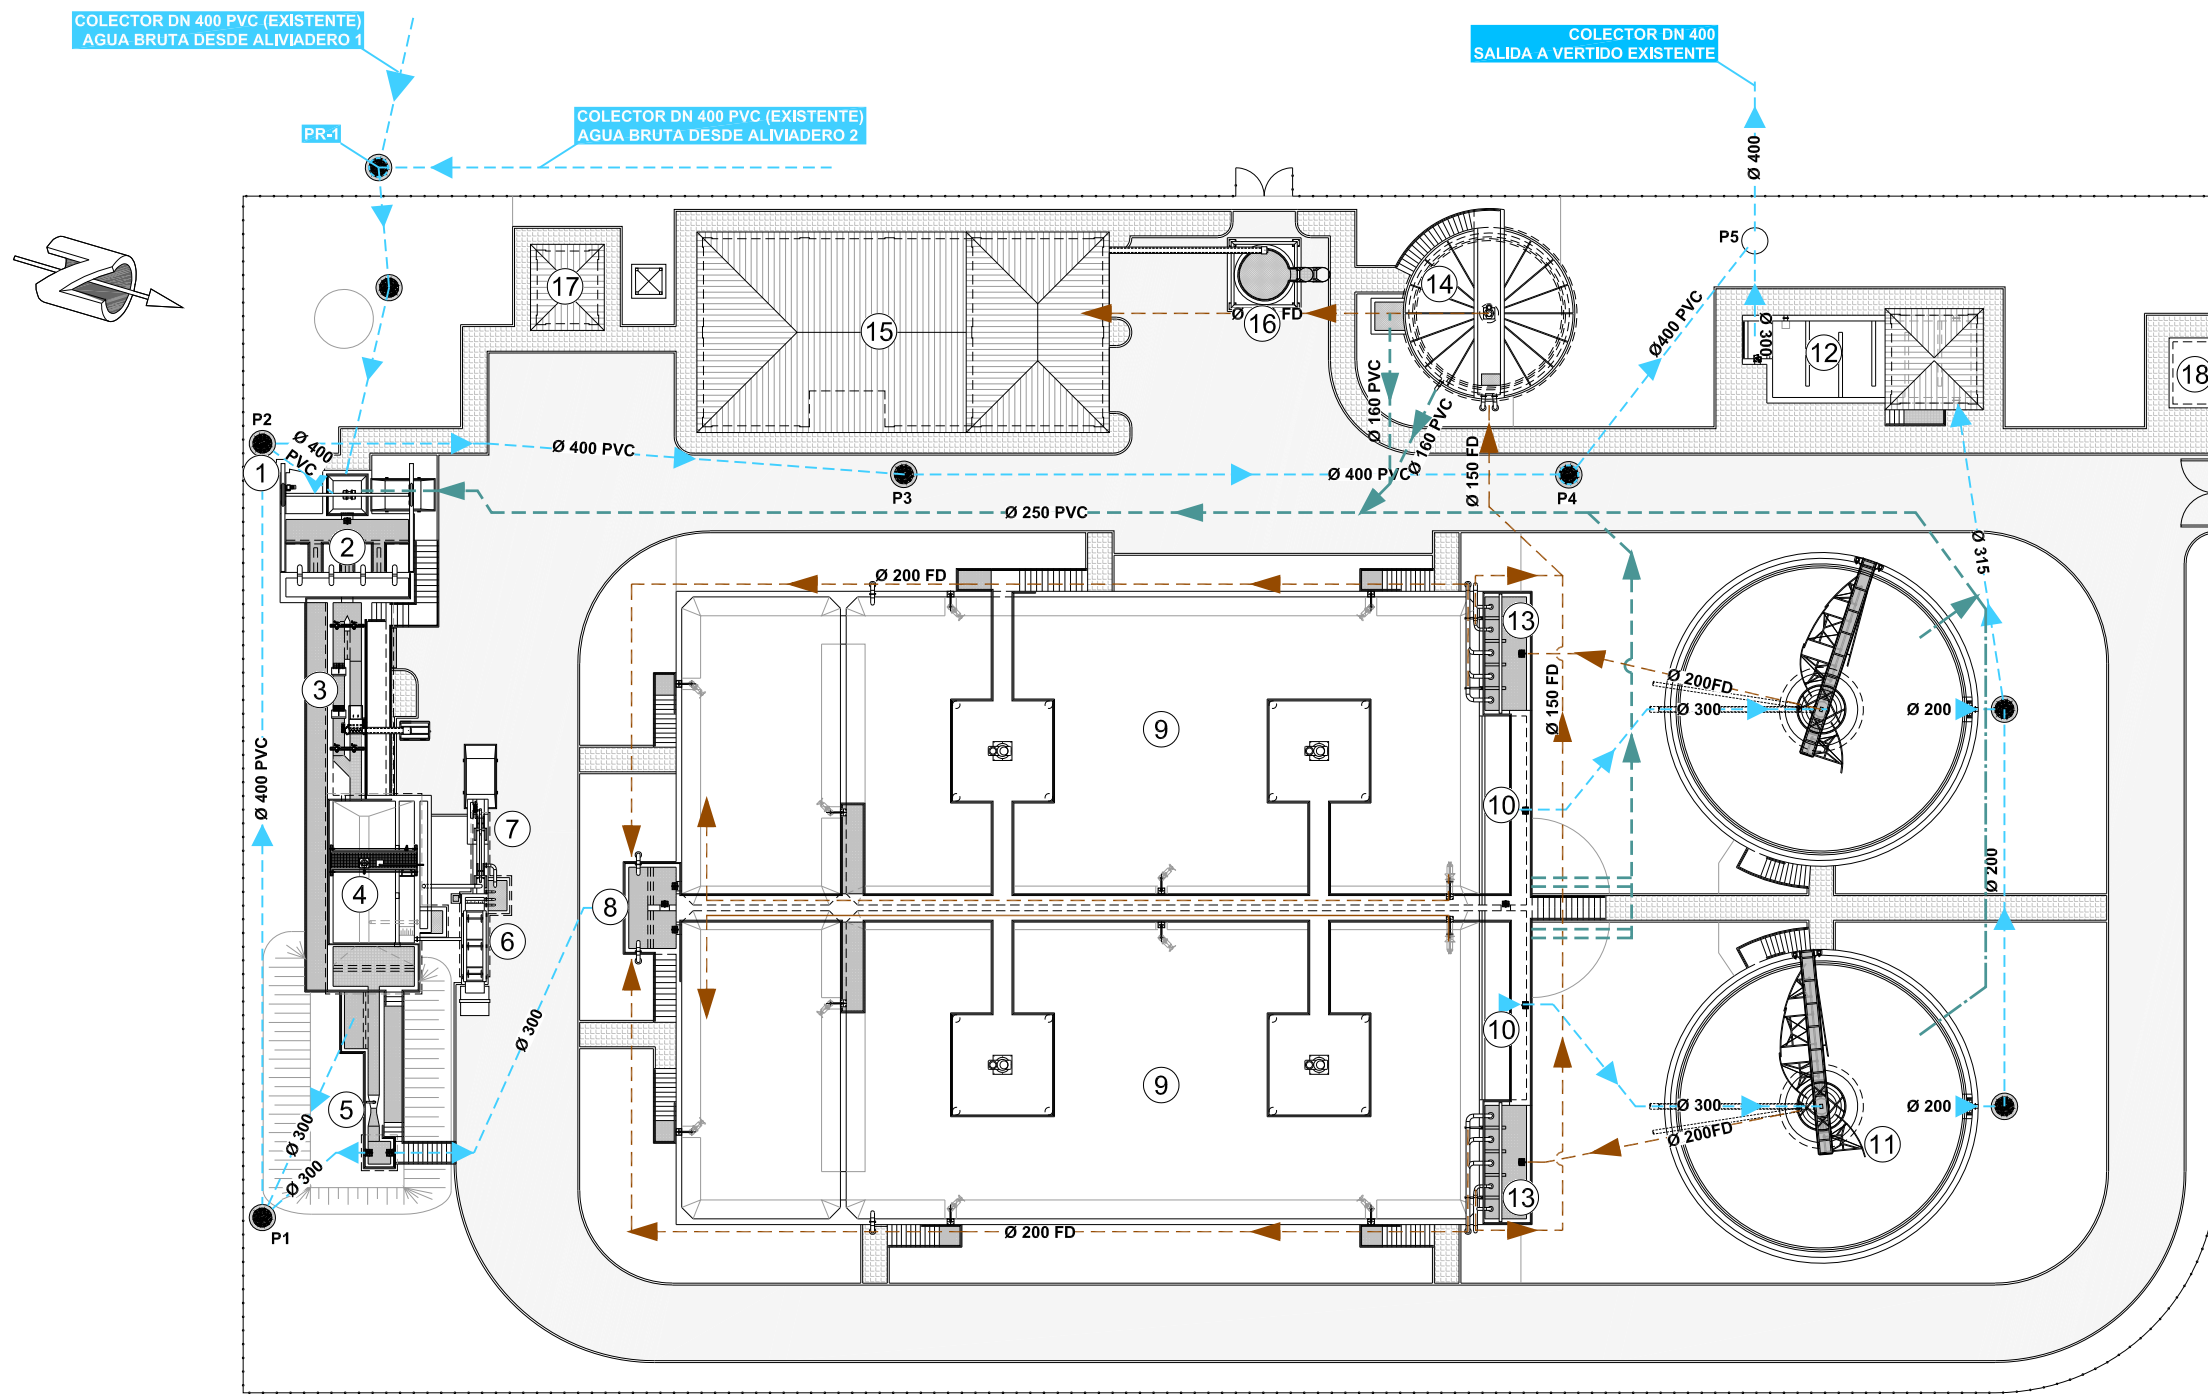 COLECTOR DN 400 PVC (EXISTENTE)
AGUA BRUTA DESDE ALIVIADERO 1
COLECTOR DN 400
SALIDA A VERTIDO EXISTENTE
PR-1
COLECTOR DN 400 PVC (EXISTENTE)
AGUA BRUTA DESDE ALIVIADERO 2
Ø 400
P5
17
15
16
Ø FD
14
Ø 300
12
18
Ø400 PVC
Ø 160 PVC
Ø 160 PVC
P2
1
Ø 400
PVC
Ø 400 PVC
P3
Ø 400 PVC
P4
Ø 150 FD
Ø 250 PVC
2
Ø 315
Ø 200 FD
13
3
9
Ø 150 FD
Ø 200FD
Ø 300
Ø 200
Ø 400 PVC
7
10
4
8
6
Ø 200
Ø 300
10
5
9
Ø 300
Ø 300
Ø 300
Ø 200FD
Ø 200
11
13
P1
Ø 200 FD